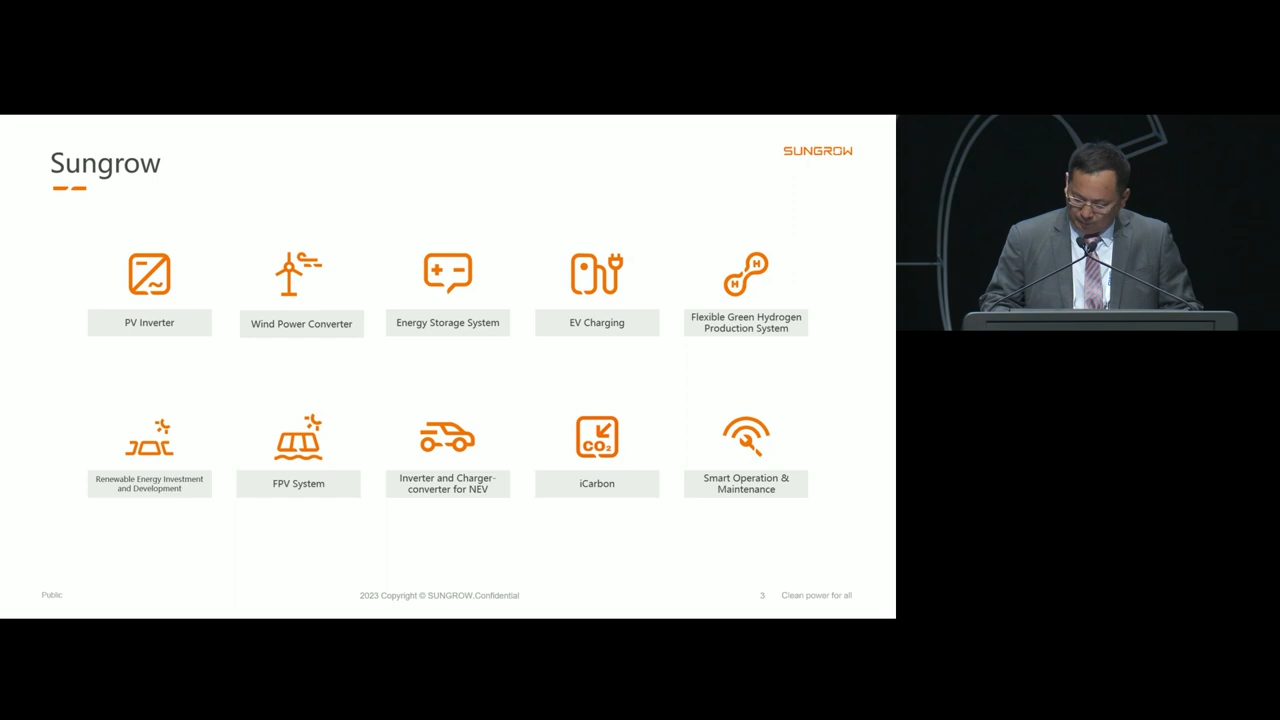 Sungrow
SUNGROW
PV Inverter
Wind Power Converter
Energy Storage System
EV Charging
H
H
Flexible Green Hydrogen
Production System
CO₂
Renewable Energy Investment
and Development
FPV System
Inverter and Charger-
converter for NEV
iCarbon
Smart Operation &
Maintenance
Public
2023 Copyright © SUNGROW.Confidential
3
Clean power for all